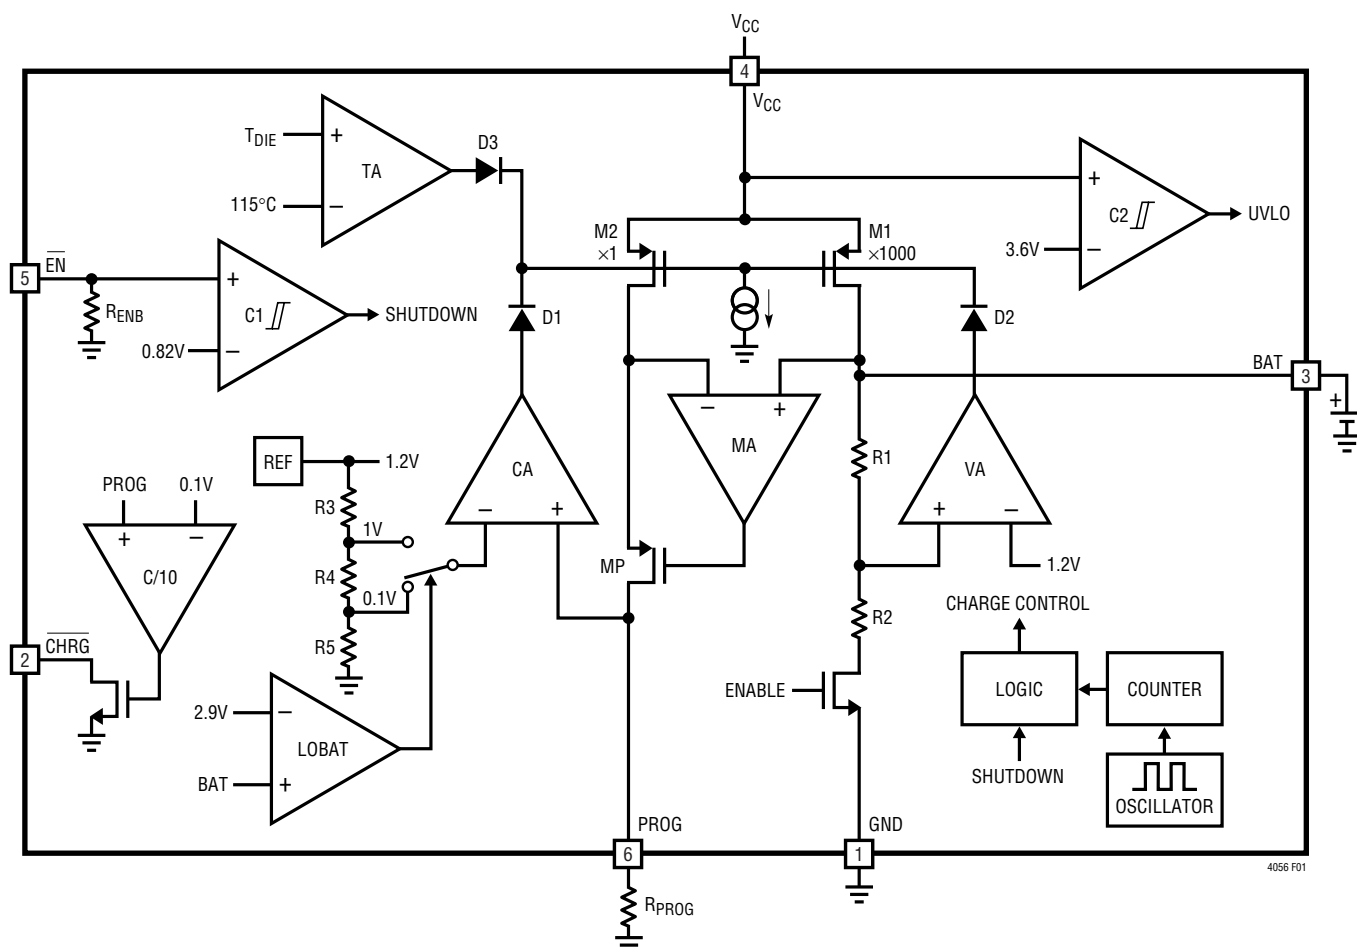 VCC
4
VCC
TDIE
+
TA
D3
115°C
–
C2
+
UVLO
3.6V
–
M2
×1
M1
×1000
EN
5
RENB
+
C1
SHUTDOWN
0.82V
–
D1
D2
BAT
3
+
–
+
MA
R1
REF
1.2V
CA
–
+
VA
+
–
1.2V
PROG
0.1V
+
–
C/10
R3
1V
R4
0.1V
R5
MP
R2
CHRG
2
ENABLE
CHARGE CONTROL
LOGIC
COUNTER
SHUTDOWN
OSCILLATOR
2.9V
–
LOBAT
BAT
+
PROG
6
GND
1
RPROG
4056 F01